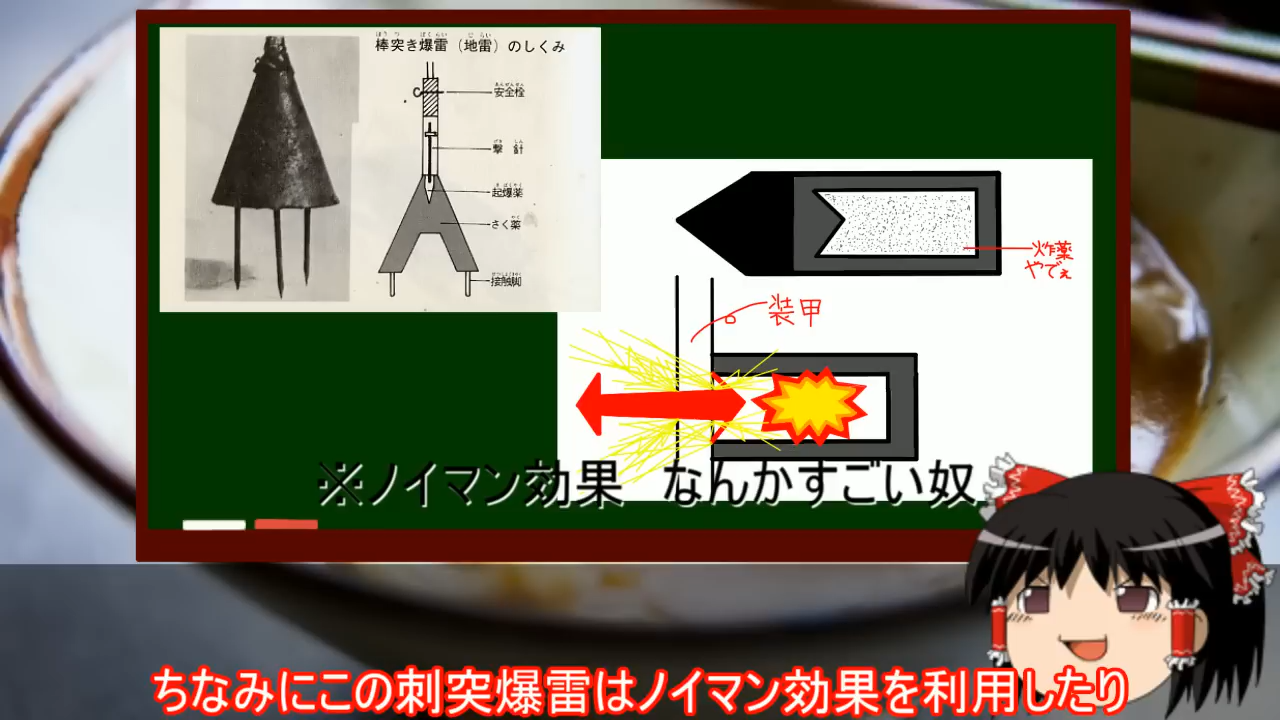 棒突き爆雷（地雷）のしくみ
安全栓
撃針
起爆薬
さく薬
接触脚
炸薬
やでぇ
装甲
※ノイマン効果 なんかすごい奴
ちなみにこの刺突爆雷はノイマン効果を利用したり